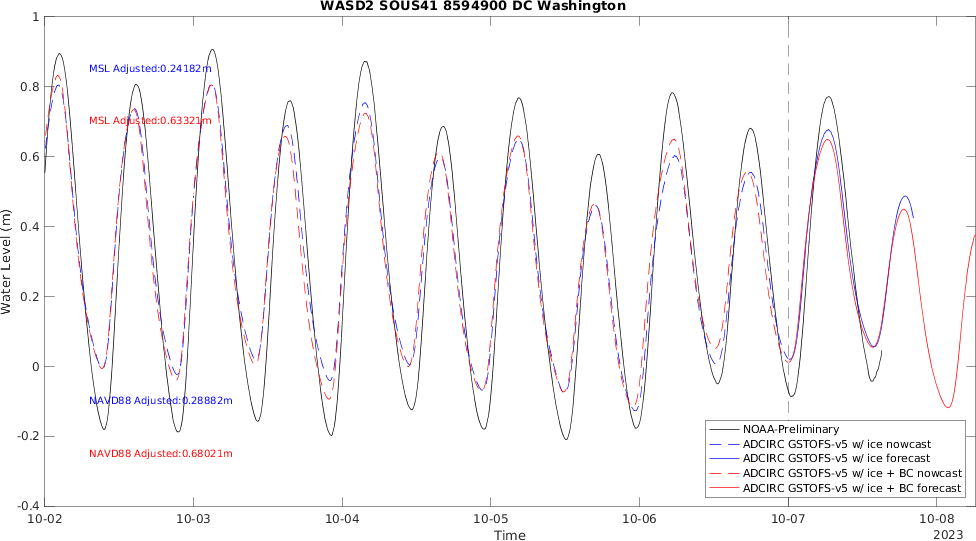 WASD2 SOUS41 8594900 DC Washington
1
0.8
0.6
0.4
0.2
0
-0.2
-0.4
Water Level (m)
MSL Adjusted:0.24182m
MSL Adjusted:0.63321m
NAVD88 Adjusted:0.28882m
NAVD88 Adjusted:0.68021m
NOAA-Preliminary
ADCIRC GSTOFS-v5 w/ ice nowcast
ADCIRC GSTOFS-v5 w/ ice forecast
ADCIRC GSTOFS-v5 w/ ice + BC nowcast
ADCIRC GSTOFS-v5 w/ ice + BC forecast
10-02 10-03 10-04 10-05 10-06 10-07 10-08
Time
2023